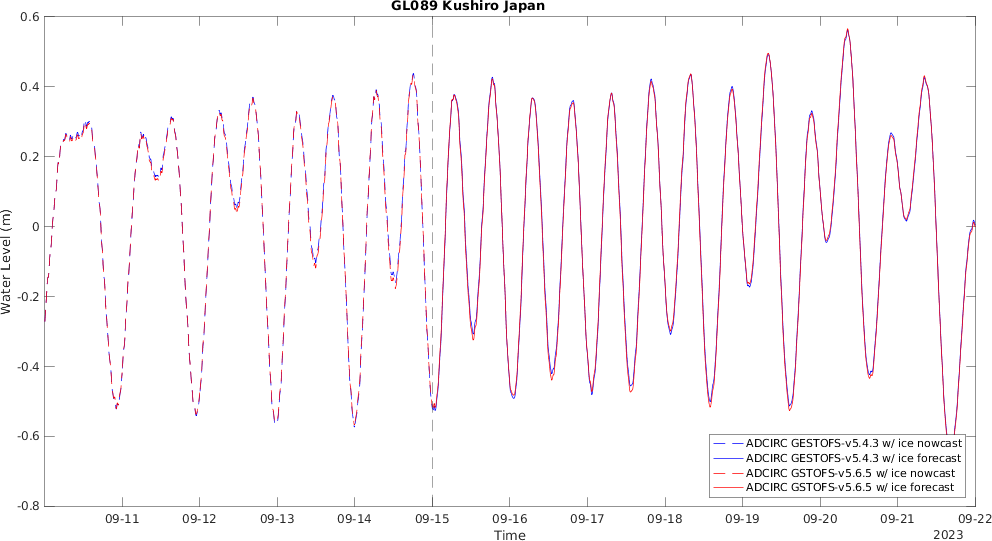 GL089 Kushiro Japan
0.6
0.4
0.2
0
-0.2
-0.4
-0.6
-0.8
Water Level (m)
ADCIRC GESTOFS-v5.4.3 w/ ice nowcast
ADCIRC GESTOFS-v5.4.3 w/ ice forecast
ADCIRC GSTOFS-v5.6.5 w/ ice nowcast
ADCIRC GSTOFS-v5.6.5 w/ ice forecast
09-11 09-12 09-13 09-14 09-15 09-16 09-17 09-18 09-19 09-20 09-21 09-22
Time
2023